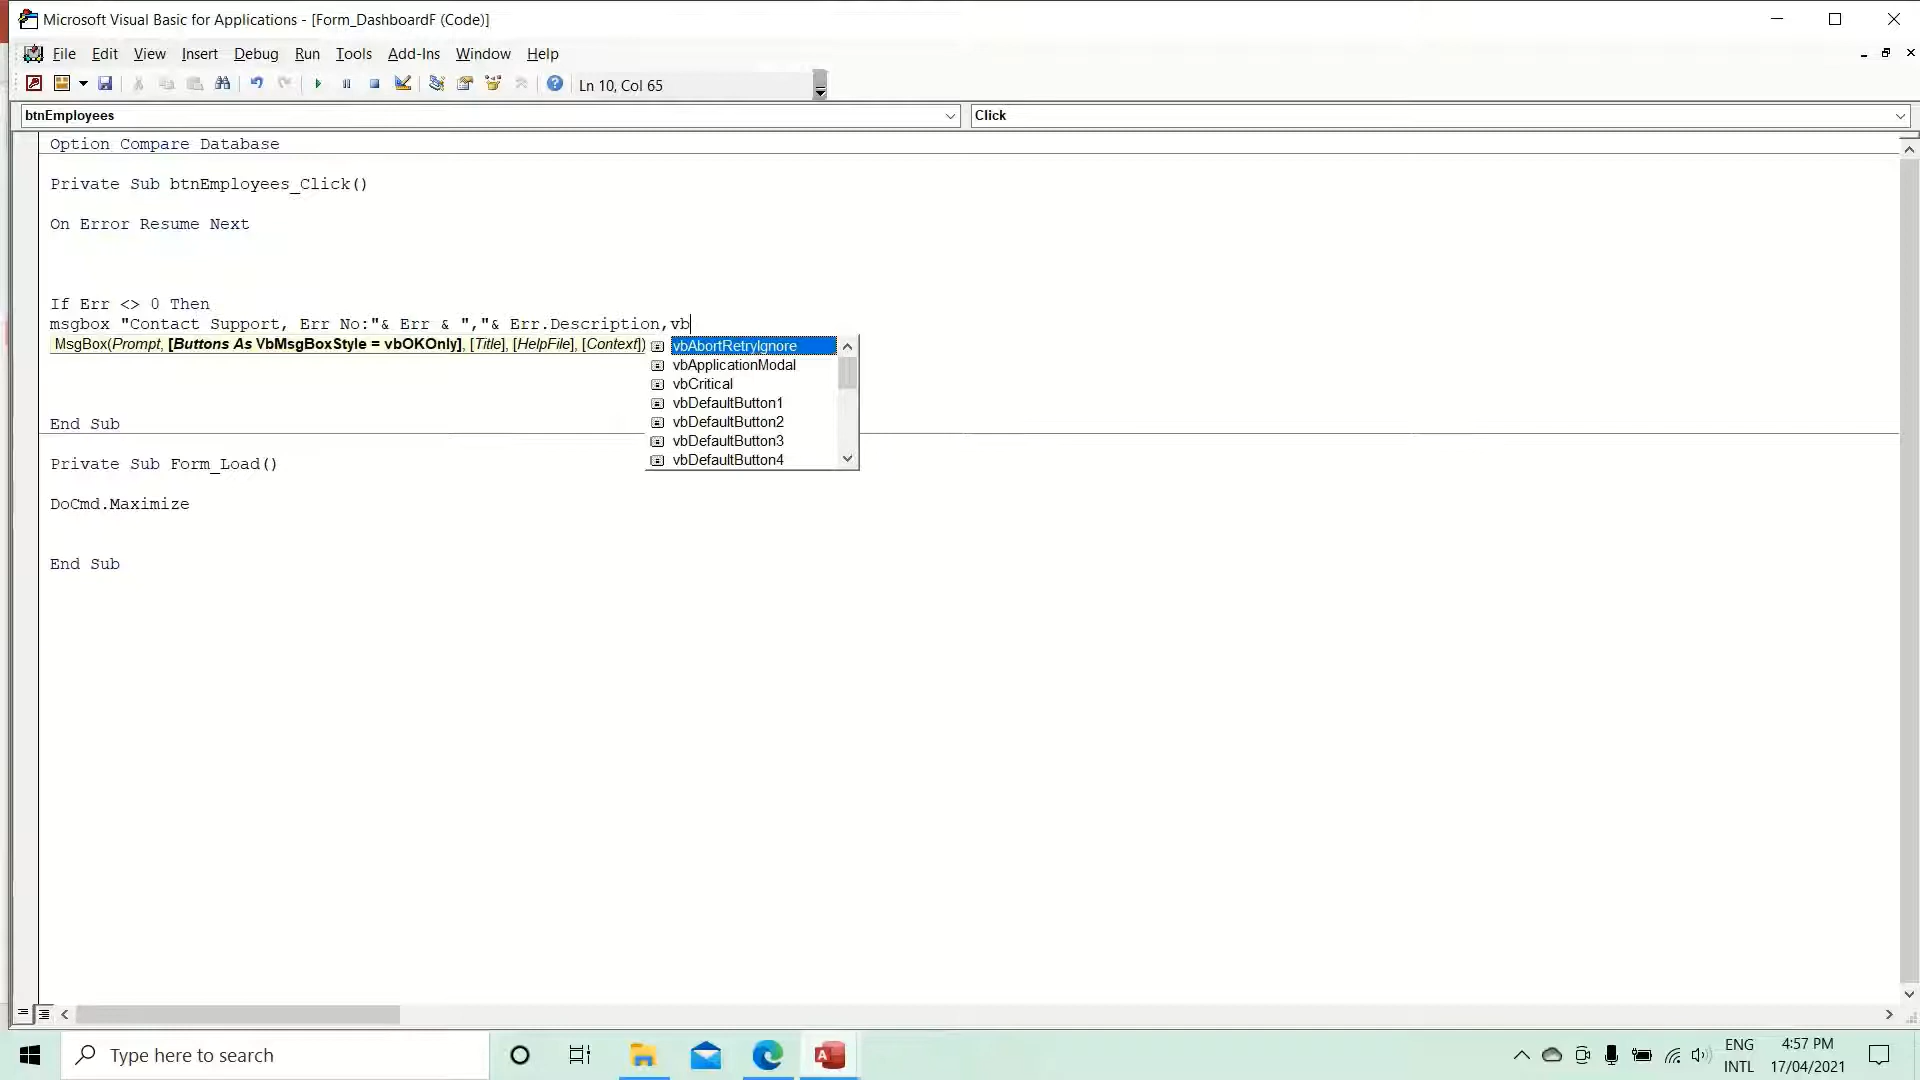 Microsoft Visual Basic for Applications - [Form_DashboardF (Code)]
File Edit View Insert Debug Run Tools Add-Ins Window Help
Ln 10, Col 65
btnEmployees Click
Option Compare Database
Private Sub btnEmployees_Click()
On Error Resume Next
If Err <> 0 Then
msgbox "Contact Support, Err No:"& Err & ","& Err.Description,vb
MsgBox(Prompt, [Buttons As VbMsgBoxStyle = vbOKOnly], [Title], [HelpFile], [Context])
vbAbortRetryIgnore
vbApplicationModal
vbCritical
vbDefaultButton1
vbDefaultButton2
vbDefaultButton3
vbDefaultButton4
End Sub
Private Sub Form_Load()
DoCmd.Maximize
End Sub
Type here to search
ENG
INTL
4:57 PM
17/04/2021